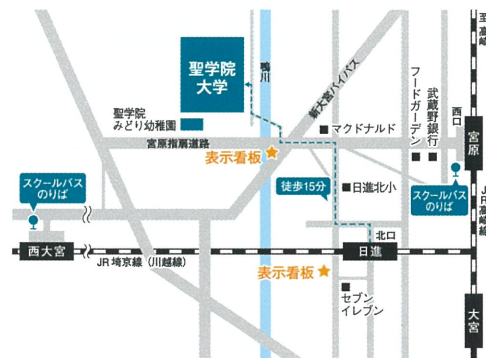 至高崎
聖学院
大学
鴨川
新大宮バイパス
フードガーデン
武蔵野銀行
西口
宮原
聖学院
みどり幼稚園
マクドナルド
宮原指扇道路
表示看板
スクールバス
のりば
徒歩15分
日進北小
スクールバス
のりば
JR高崎線
北口
西大宮
JR 埼京線（川越線）
日進
表示看板
セブン
イレブン
大宮